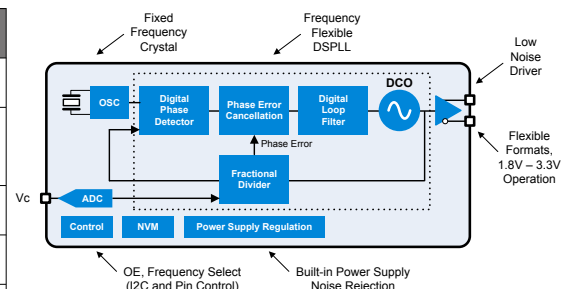 Fixed
Frequency
Crystal
Frequency
Flexible
DSPLL
Low
Noise
Driver
OSC
Digital
Phase
Detector
Phase Error
Cancellation
Digital
Loop
Filter
DCO
Phase Error
Fractional
Divider
Flexible
Formats,
1.8V – 3.3V
Operation
Vc
ADC
Control
NVM
Power Supply Regulation
OE, Frequency Select
(I2C and Pin Control)
Built-in Power Supply
Noise Rejection